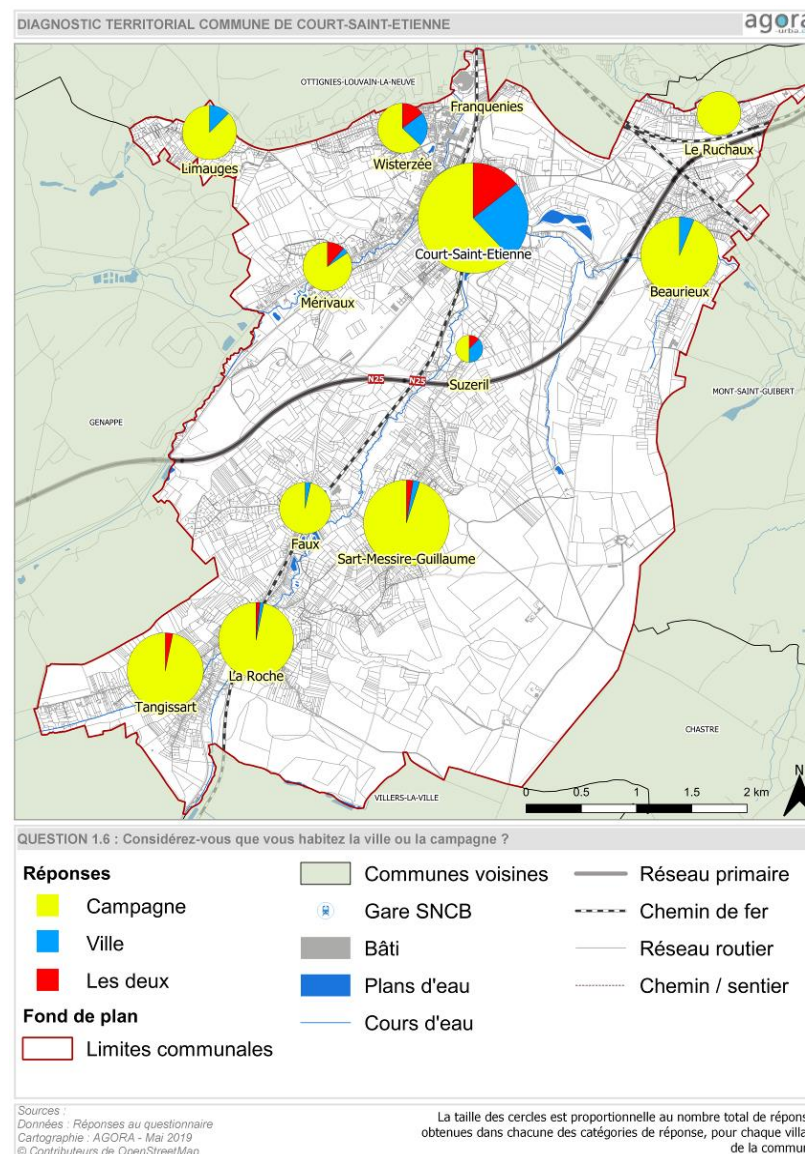 DIAGNOSTIC TERRITORIAL COMMUNE DE COURT-SAINT-ETIENNE
agora
OTTIGNIES-LOUVAIN-LA-NEUVE
Franquenies
Limauges
Wisterzée
Le Ruchaux
Court-Saint-Etienne
Mérivaux
Beaurieux
Suzeril
N25
N25
MONT-SAINT-GUIBERT
GENAPPE
Faux
Sart-Messire-Guillaume
La Roche
Tangissart
CHASTRE
VILLERS-LA-VILLE
N
0 0.5 1 1.5 2 km
QUESTION 1.6 : Considérez-vous que vous habitez la ville ou la campagne ?
Réponses
Campagne
Ville
Les deux
Fond de plan
Limites communales
Communes voisines
Gare SNCB
Bâti
Plans d'eau
Cours d'eau
Réseau primaire
Chemin de fer
Réseau routier
Chemin / sentier
Sources :
Données : Réponses au questionnaire
Cartographie : AGORA - Mai 2019
© Contributeurs de OpenStreetMap
La taille des cercles est proportionnelle au nombre total de répons
obtenues dans chacune des catégories de réponse, pour chaque villa
de la commun